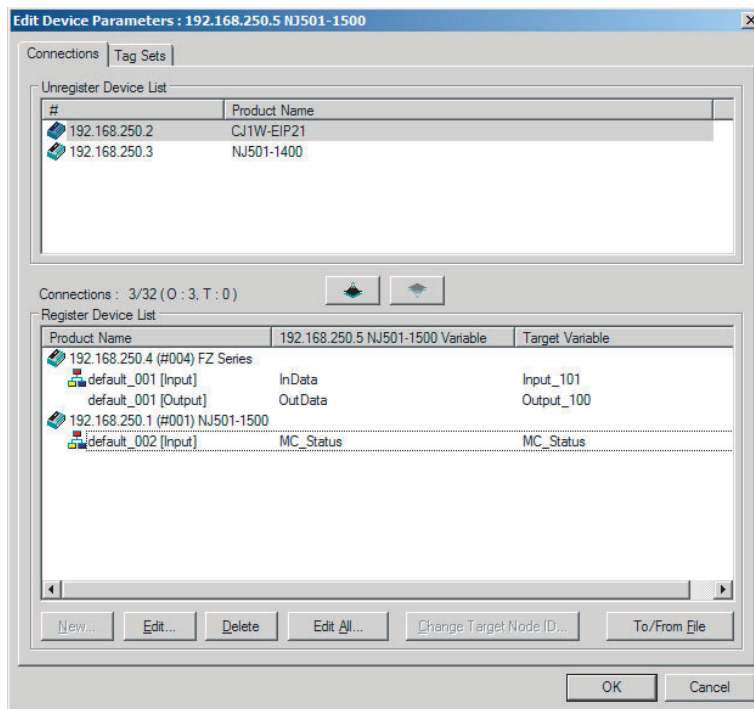 Edit Device Parameters : 192.168.250.5 NJ501-1500
Connections Tag Sets
Unregister Device List
# Product Name
192.168.250.2 CJ1W-EIP21
192.168.250.3 NJ501-1400
Connections : 3/32 ( O : 3, T : 0 )
Register Device List
Product Name 192.168.250.5 NJ501-1500 Variable Target Variable
192.168.250.4 (#004) FZ Series
default_001 [Input] InData Input_101
default_001 [Output] OutData Output_100
192.168.250.1 (#001) NJ501-1500
default_002 [Input] MC_Status MC_Status
New... Edit... Delete Edit All... Change Target Node ID... To/From File
OK Cancel